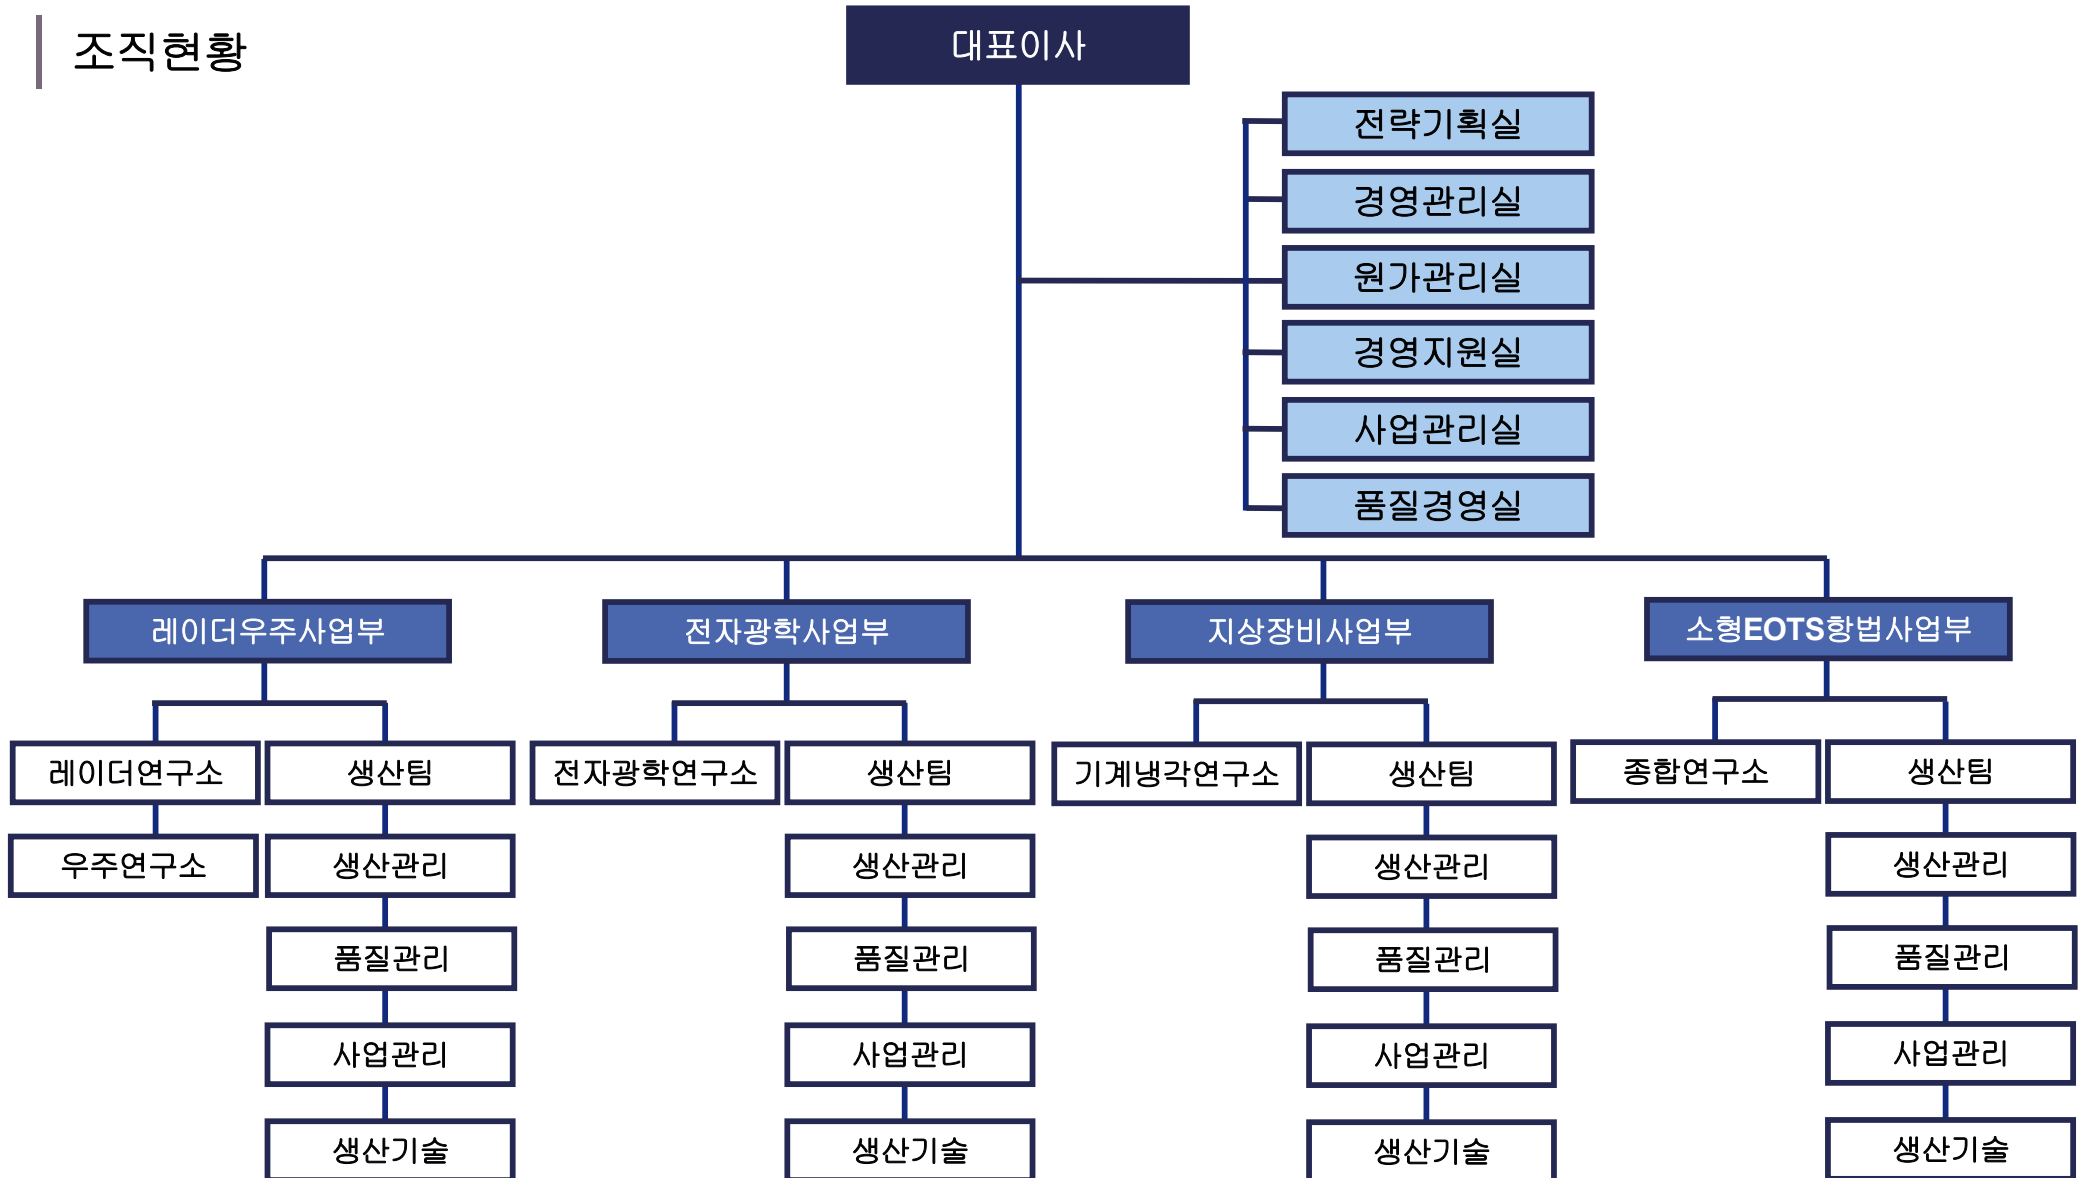 조직현황
대표이사
전략기획실
경영관리실
원가관리실
경영지원실
사업관리실
품질경영실
레이더우주사업부
전자광학사업부
지상장비사업부
소형EOTS항법사업부
레이더연구소
생산팀
전자광학연구소
생산팀
기계냉각연구소
생산팀
종합연구소
생산팀
우주연구소
생산관리
생산관리
생산관리
생산관리
품질관리
품질관리
품질관리
품질관리
사업관리
사업관리
사업관리
사업관리
생산기술
생산기술
생산기술
생산기술